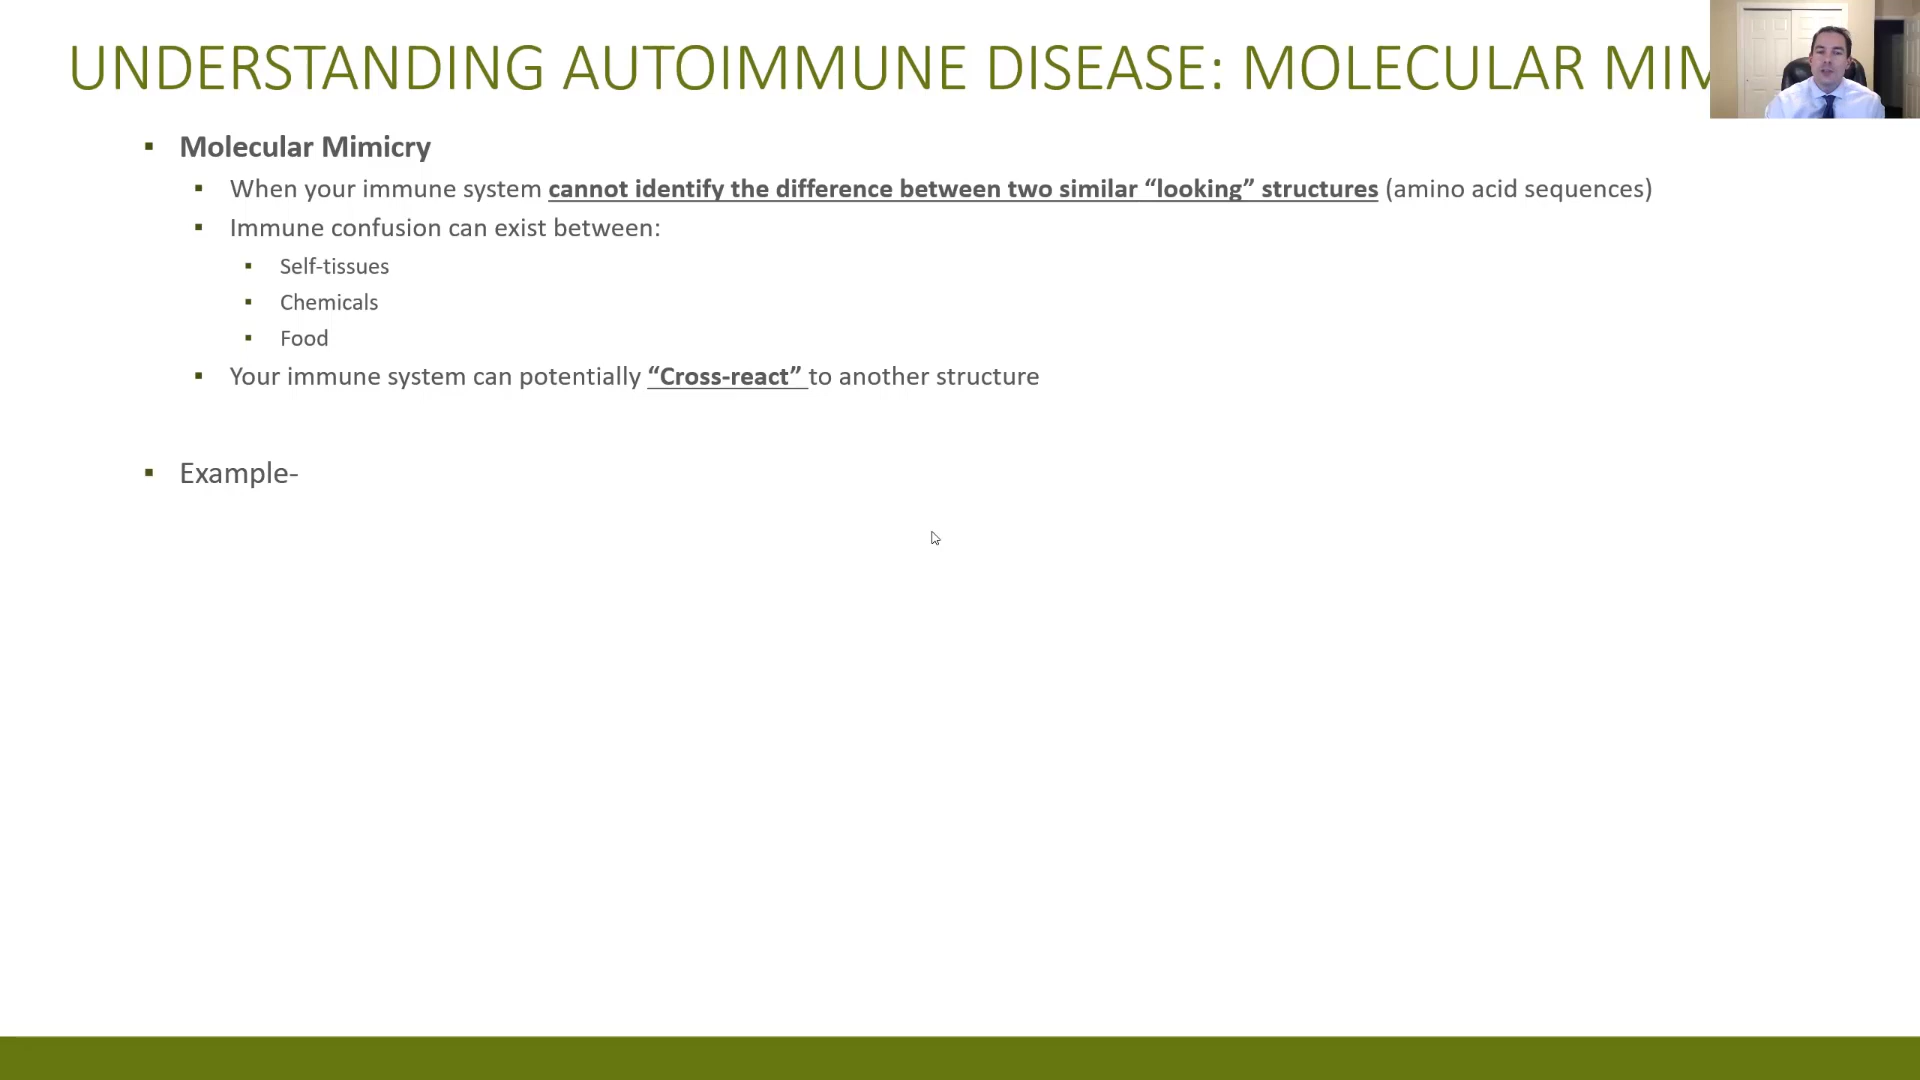 UNDERSTANDING AUTOIMMUNE DISEASE: MOLECULAR
Molecular Mimicry
When your immune system cannot identify the difference between two similar “looking” structures (amino acid sequences)
Immune confusion can exist between:
Self-tissues
Chemicals
Food
Your immune system can potentially “Cross-react” to another structure
Example-